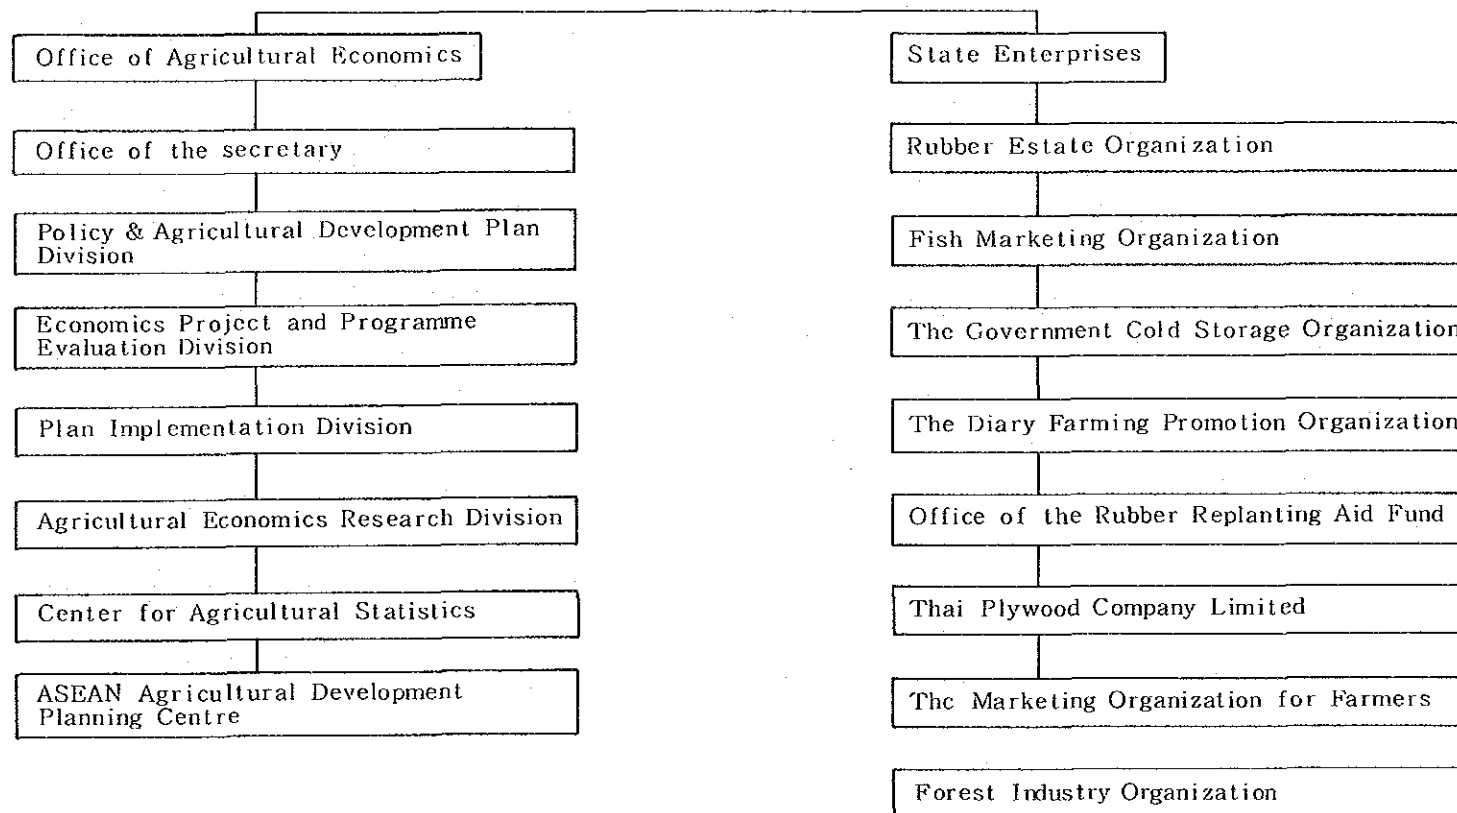 Office of Agricultural Economics
Office of the secretary
Policy & Agricultural Development Plan
Division
Economics Project and Programme
Evaluation Division
Plan Implementation Division
Agricultural Economics Research Division
Center for Agricultural Statistics
ASEAN Agricultural Development
Planning Centre
State Enterprises
Rubber Estate Organization
Fish Marketing Organization
The Government Cold Storage Organization
The Diary Farming Promotion Organization
Office of the Rubber Replanting Aid Fund
Thai Plywood Company Limited
The Marketing Organization for Farmers
Forest Industry Organization